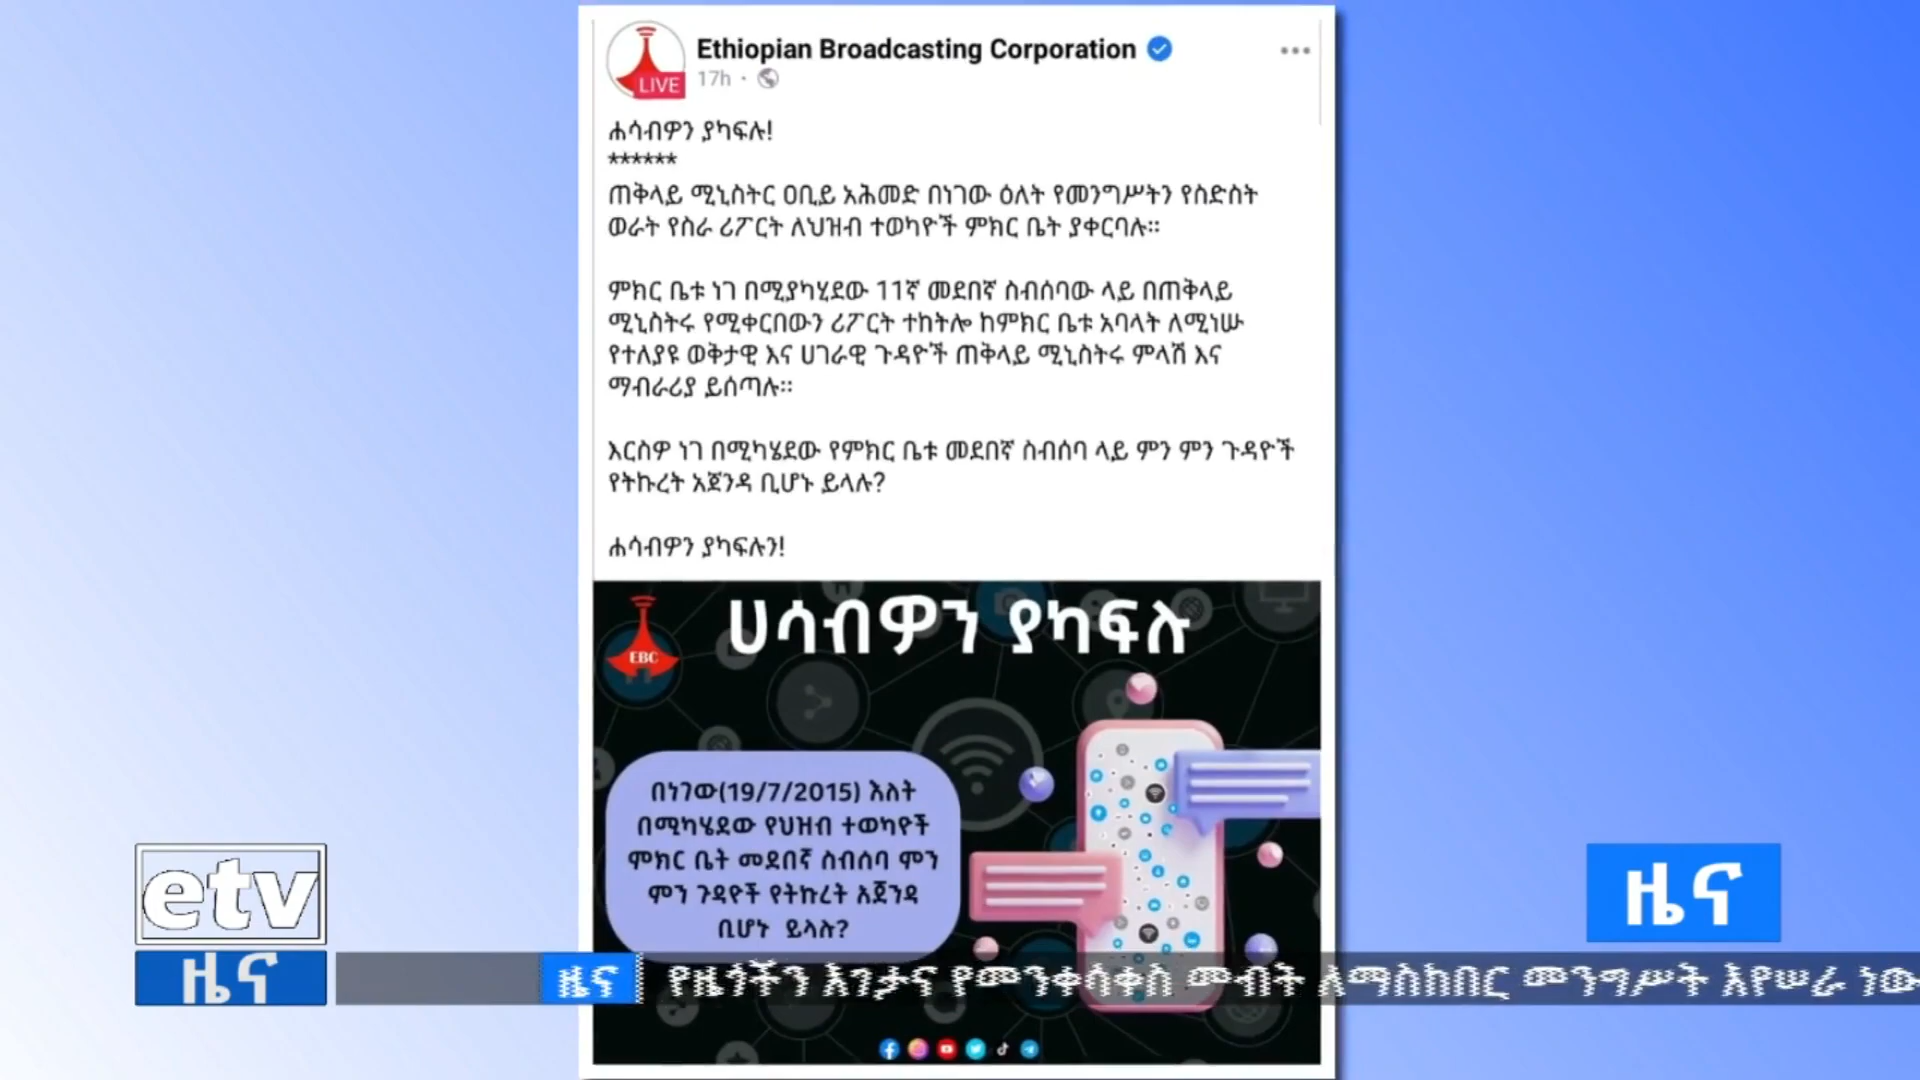 Ethiopian Broadcasting Corporation
LIVE
17h ·
ሐሳብዎን ያካፍሉ!
******
ጠቅላይ ሚኒስትር ዐቢይ አሕመድ በነገው ዕለት የመንግሥትን የስድስት
ወራት የስራ ሪፖርት ለህዝብ ተወካዮች ምክር ቤት ያቀርባሉ።
ምክር ቤቱ ነገ በሚያካሂደው 11ኛ መደበኛ ስብሰባው ላይ በጠቅላይ
ሚኒስትሩ የሚቀርበውን ሪፖርት ተከትሎ ከምክር ቤቱ አባላት ለሚነሡ
የተለያዩ ወቅታዊ እና ሀገራዊ ጉዳዮች ጠቅላይ ሚኒስትሩ ምላሽ እና
ማብራሪያ ይሰጣሉ።
እርስዎ ነገ በሚካሄደው የምክር ቤቱ መደበኛ ስብሰባ ላይ ምን ምን ጉዳዮች
የትኩረት አጀንዳ ቢሆኑ ይላሉ?
ሐሳብዎን ያካፍሉን!
ሀሳብዎን ያካፍሉ
EBC
በነገው(19/7/2015) እለት
በሚካሄደው የህዝብ ተወካዮች
ምክር ቤት መደበኛ ስብሰባ ምን
ምን ጉዳዮች የትኩረት አጀንዳ
ቢሆኑ ይላሉ?
etv
ዜና
ዜና
ዜና የዜጎችን እንታና የመንቀሳቀስ መብት ለማስከበር መንግሥት እየሠራ ነው